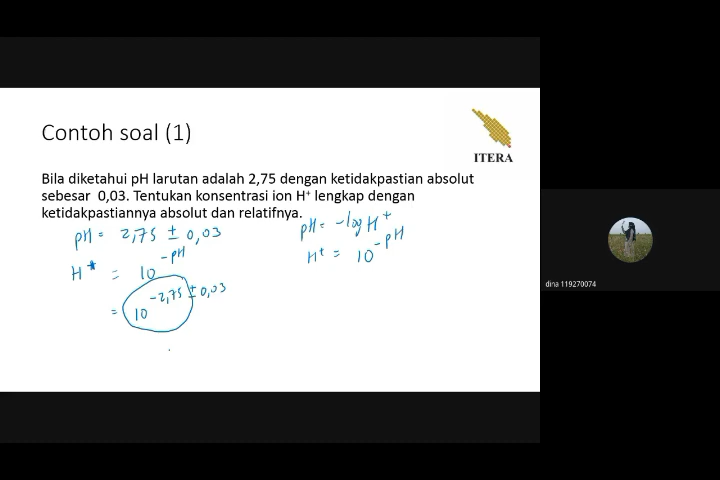 Contoh soal (1)
ITERA
Bila diketahui pH larutan adalah 2,75 dengan ketidakpastian absolut
sebesar 0,03. Tentukan konsentrasi ion H⁺ lengkap dengan
ketidakpastiannya absolut dan relatifnya.
pH = 2,75 ± 0,03
pH = -log H⁺
H⁺ = 10^-pH
H⁺ = 10^-pH
= 10^-2,75 ± 0,03
dina 119270074